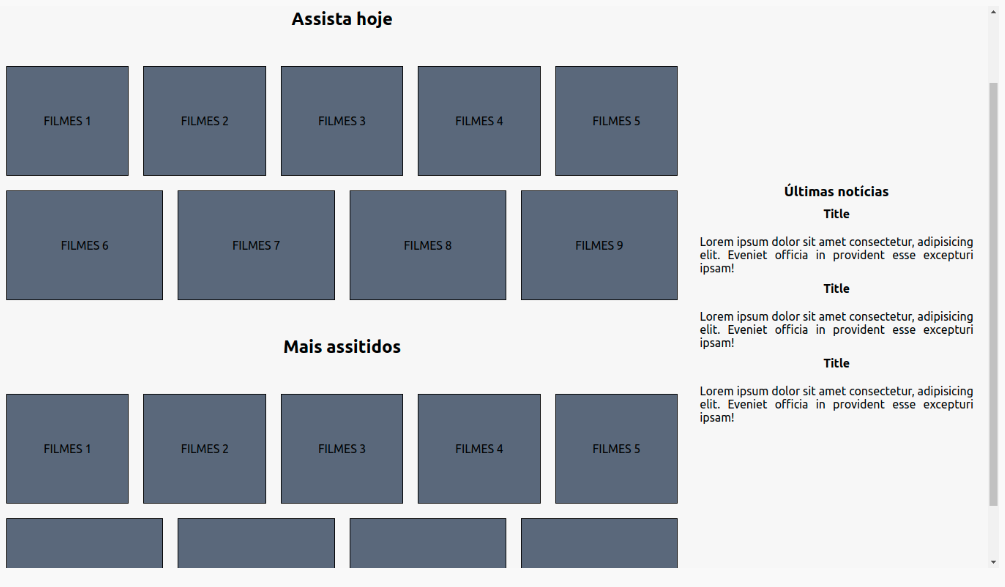 Assista hoje
FILMES 1
FILMES 2
FILMES 3
FILMES 4
FILMES 5
FILMES 6
FILMES 7
FILMES 8
FILMES 9
Mais assitidos
FILMES 1
FILMES 2
FILMES 3
FILMES 4
FILMES 5
Últimas notícias
Title
Lorem ipsum dolor sit amet consectetur, adipisicing
elit. Eveniet officia in provident esse excepturi
ipsam!
Title
Lorem ipsum dolor sit amet consectetur, adipisicing
elit. Eveniet officia in provident esse excepturi
ipsam!
Title
Lorem ipsum dolor sit amet consectetur, adipisicing
elit. Eveniet officia in provident esse excepturi
ipsam!